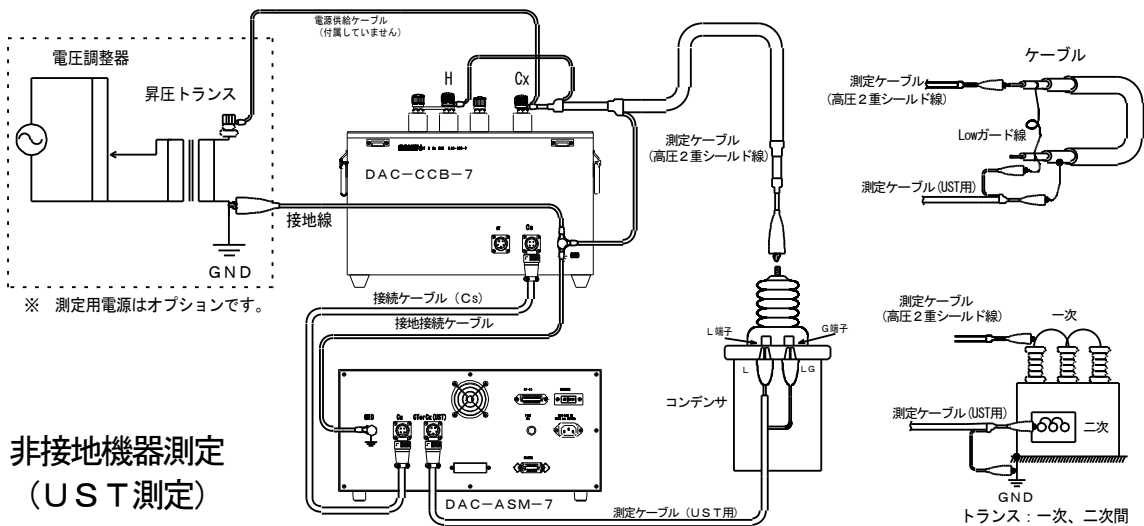 電源供給ケーブル
（付属していません）
電圧調整器
昇圧トランス
H
Cx
DAC-CCB-7
接地線
GND
※　測定用電源はオプションです。
Cs
GND
接続ケーブル（Cs）
接地接続ケーブル
測定ケーブル
（高圧２重シールド線）
L端子
G端子
L
LG
コンデンサ
GND
Cs
CTorCx(UST)
DAC-ASM-7
測定ケーブル（UST用）
非接地機器測定
（UST測定）
ケーブル
測定ケーブル
（高圧２重シールド線）
Lowガード線
測定ケーブル(UST用)
測定ケーブル
（高圧２重シールド線）
一次
測定ケーブル(UST用)
二次
GND
トランス：一次、二次間